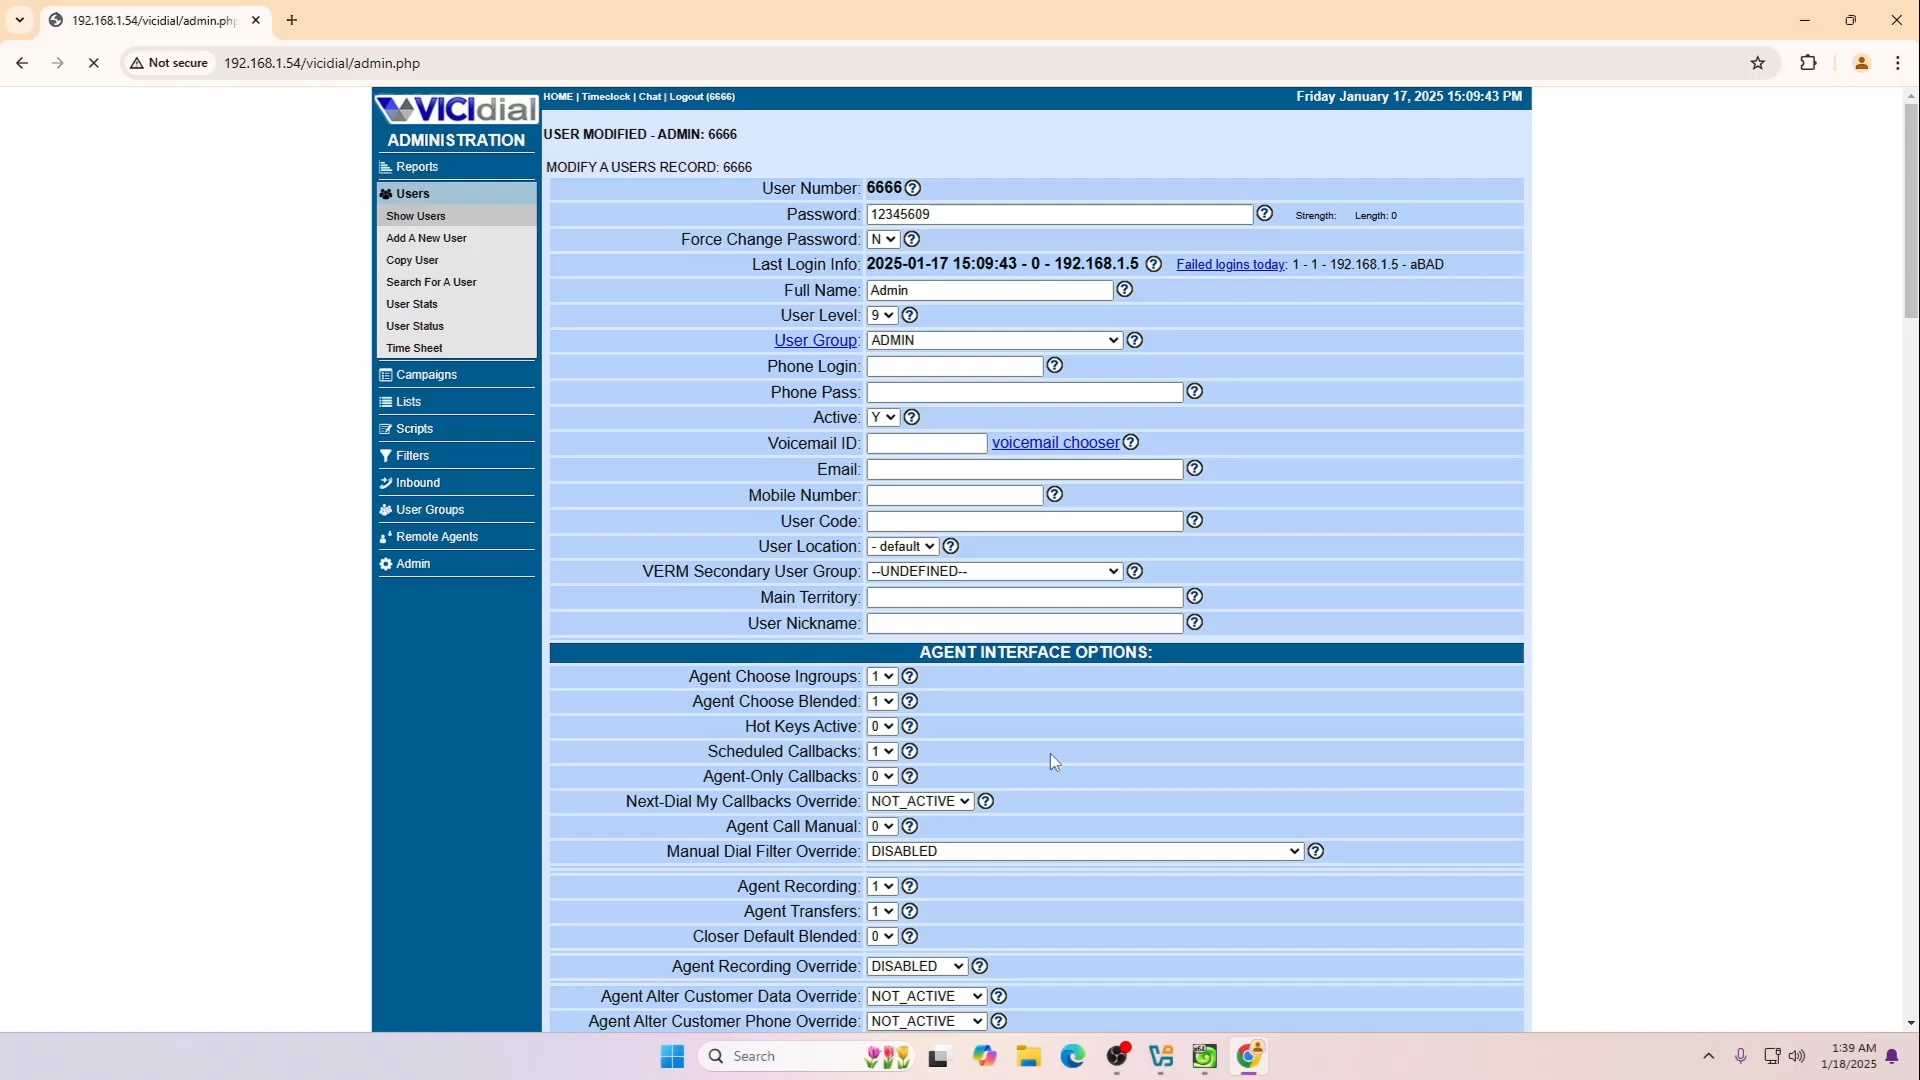 192.168.1.54/vicidial/admin.php
Not secure
192.168.1.54/vicidial/admin.php
VICIdial
ADMINISTRATION
Reports
Users
Show Users
Add A New User
Copy User
Search For A User
User Stats
User Status
Time Sheet
Campaigns
Lists
Scripts
Filters
Inbound
User Groups
Remote Agents
Admin
HOME | Timeclock | Chat | Logout (6666)
Friday January 17, 2025 15:09:43 PM
USER MODIFIED - ADMIN: 6666
MODIFY A USERS RECORD: 6666
User Number: 6666
Password: 12345609 Strength: Length: 0
Force Change Password: N
Last Login Info: 2025-01-17 15:09:43 - 0 - 192.168.1.5 Failed logins today: 1 - 1 - 192.168.1.5 - aBAD
Full Name: Admin
User Level: 9
User Group: ADMIN
Phone Login:
Phone Pass:
Active: Y
Voicemail ID: voicemail chooser
Email:
Mobile Number:
User Code:
User Location: - default
VERM Secondary User Group: --UNDEFINED--
Main Territory:
User Nickname:
AGENT INTERFACE OPTIONS:
Agent Choose Ingroups: 1
Agent Choose Blended: 1
Hot Keys Active: 0
Scheduled Callbacks: 1
Agent-Only Callbacks: 0
Next-Dial My Callbacks Override: NOT_ACTIVE
Agent Call Manual: 0
Manual Dial Filter Override: DISABLED
Agent Recording: 1
Agent Transfers: 1
Closer Default Blended: 0
Agent Recording Override: DISABLED
Agent Alter Customer Data Override: NOT_ACTIVE
Agent Alter Customer Phone Override: NOT_ACTIVE
Search
1:39 AM
1/18/2025